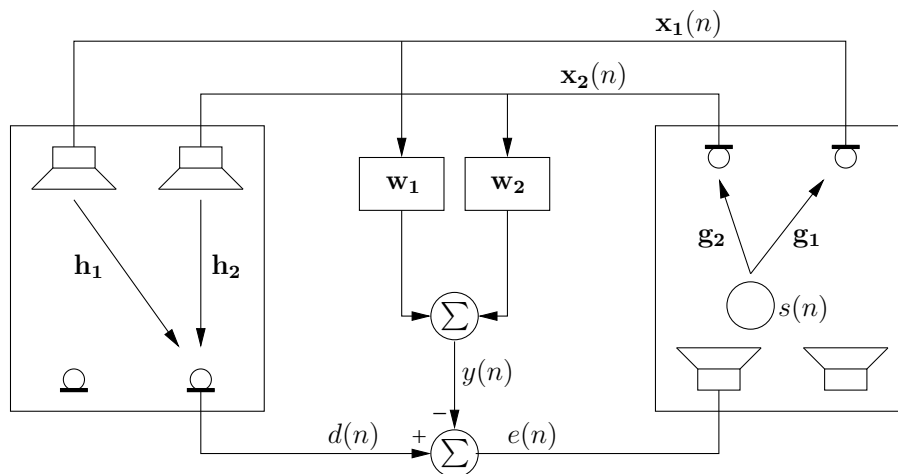 x₁(n)
x₂(n)
w₁ w₂
g₂ g₁
h₁ h₂
s(n)
Σ
y(n)
−
d(n) + Σ e(n)